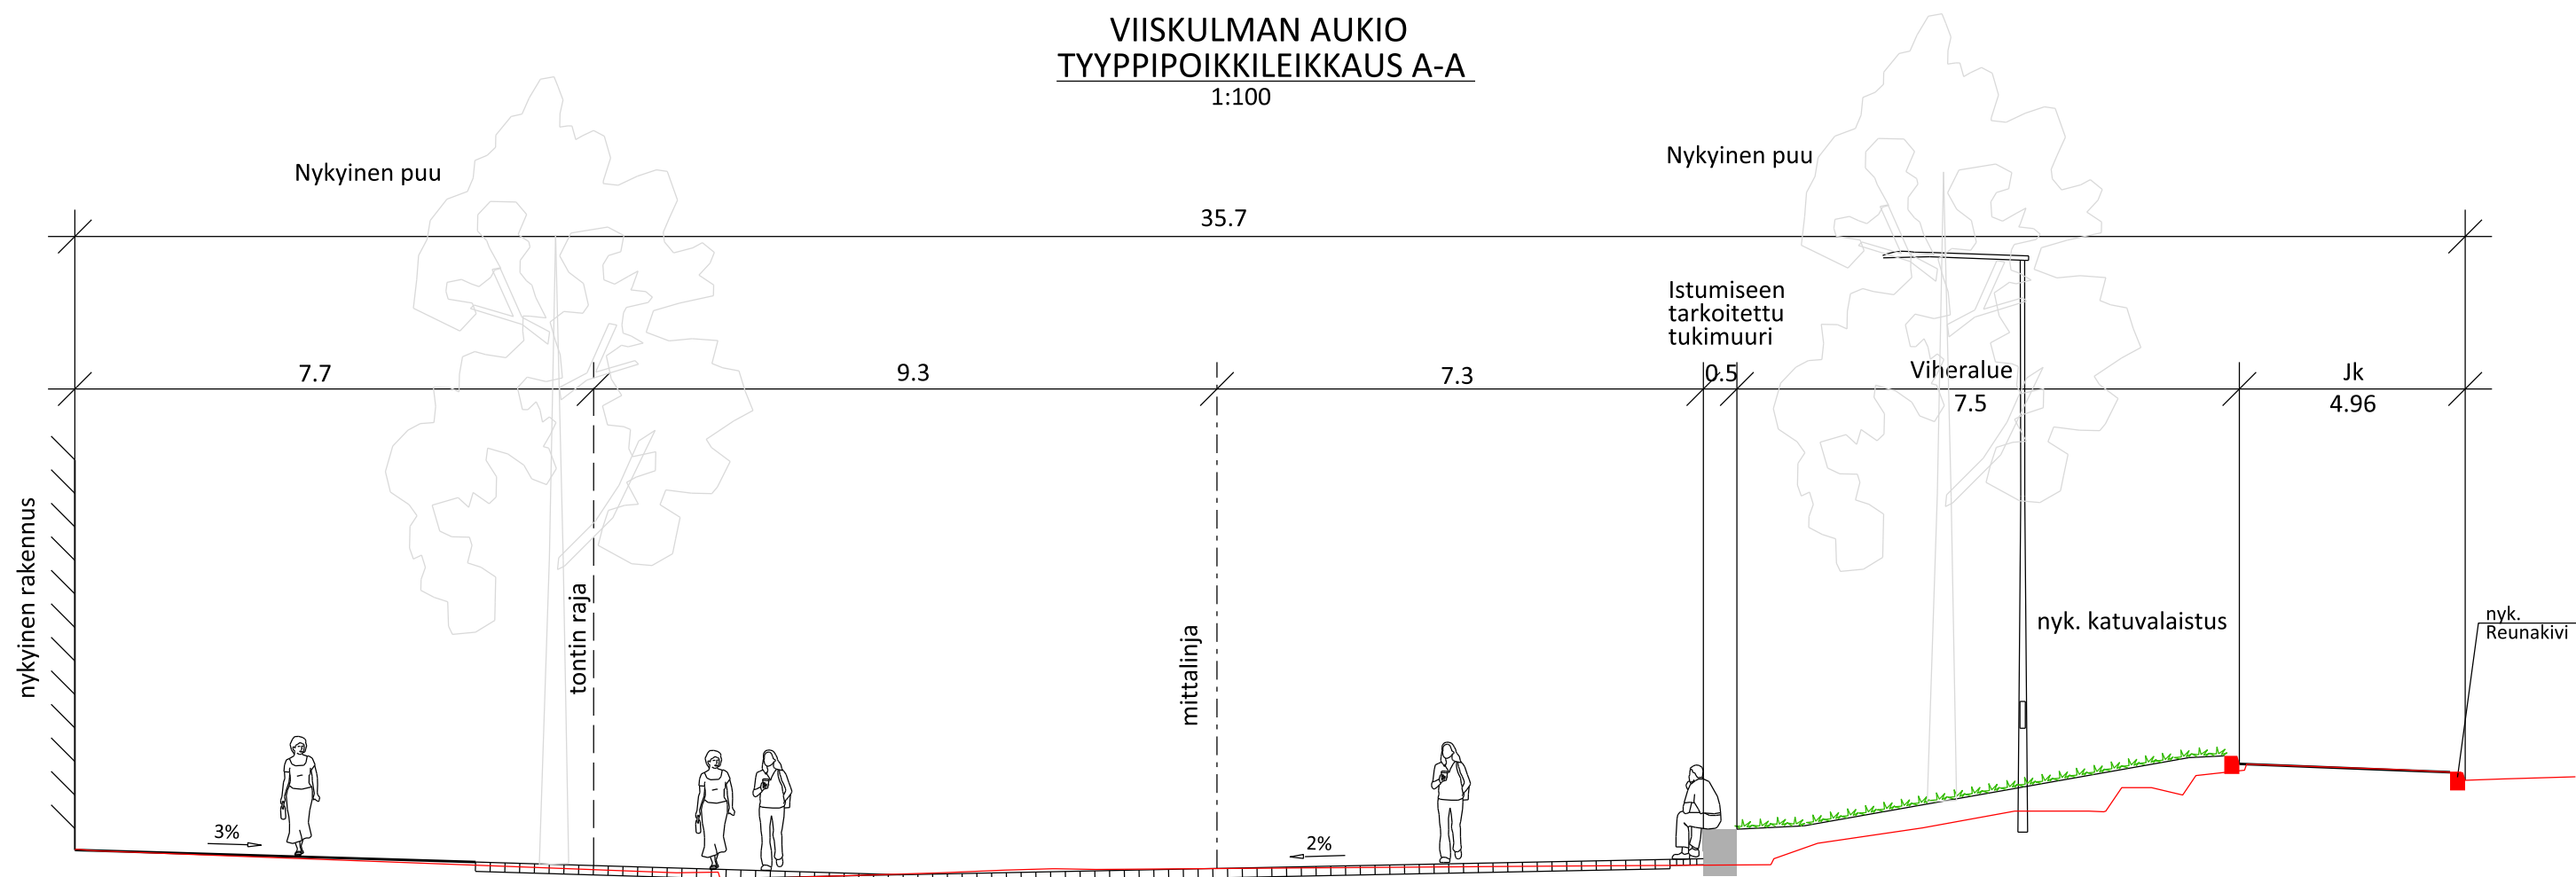 VIISKULMAN AUKIO
TYYPPIPOIKKILEIKKAUS A-A
1:100
Nykyinen puu
Nykyinen puu
35.7
Istumiseen
tarkoitettu
tukimuuri
7.7
9.3
7.3
0.5
Viheralue
7.5
Jk
4.96
nykyinen rakennus
tontin raja
mittalinja
nyk. katuvalaistus
nyk.
Reunakivi
3%
2%